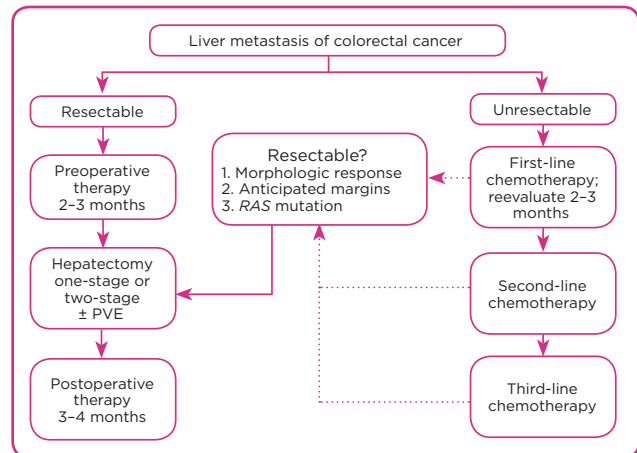 Liver metastasis of colorectal cancer
Resectable
Unresectable
Preoperative
therapy
2–3 months
Resectable?
1. Morphologic response
2. Anticipated margins
3. RAS mutation
First-line
chemotherapy;
reevaluate 2–3
months
Hepatectomy
one-stage or
two-stage
± PVE
Second-line
chemotherapy
Postoperative
therapy
3–4 months
Third-line
chemotherapy